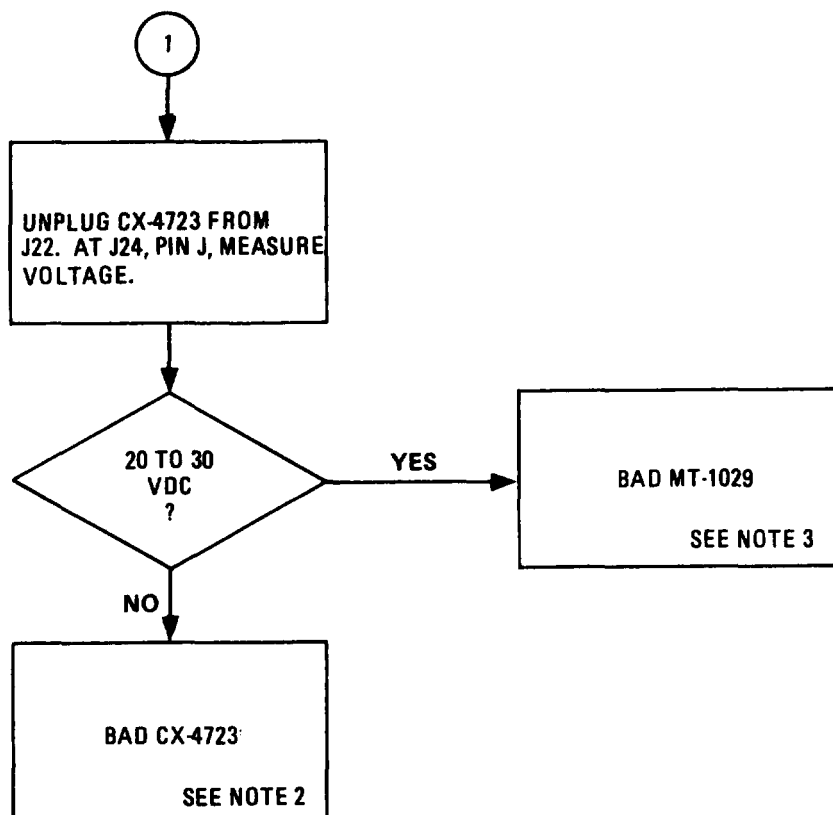 1
UNPLUG CX-4723 FROM
J22. AT J24, PIN J, MEASURE
VOLTAGE.
20 TO 30
VDC
?
YES
BAD MT-1029
SEE NOTE 3
NO
BAD CX-4723
SEE NOTE 2